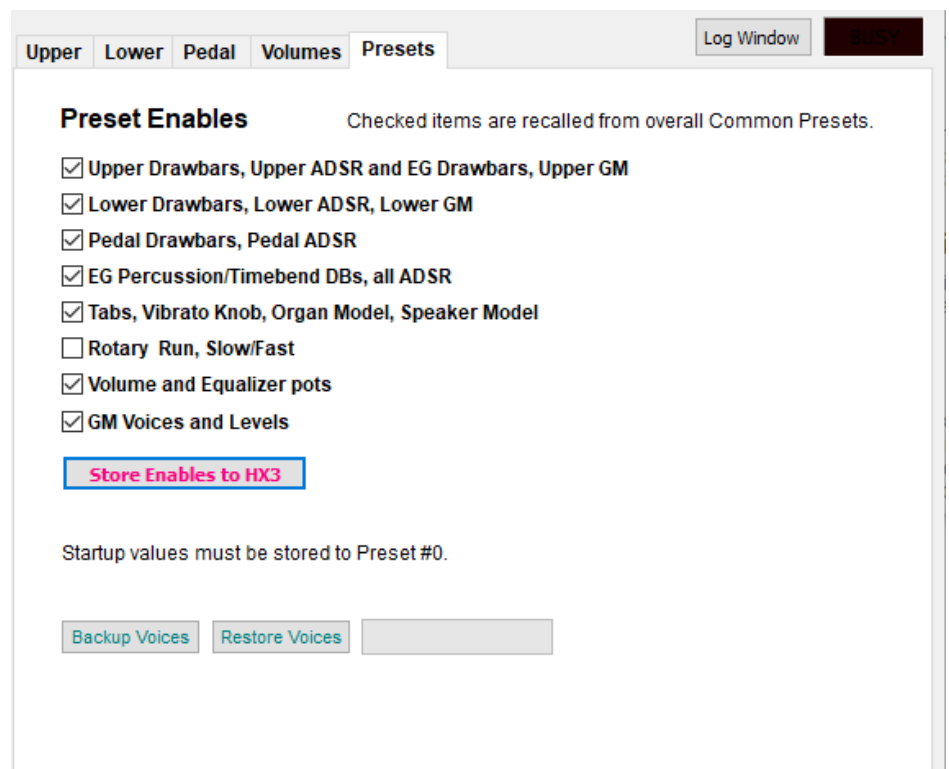 Log Window
BUSY
Upper Lower Pedal Volumes Presets
Preset Enables
Checked items are recalled from overall Common Presets.
Upper Drawbars, Upper ADSR and EG Drawbars, Upper GM
Lower Drawbars, Lower ADSR, Lower GM
Pedal Drawbars, Pedal ADSR
EG Percussion/Timebend DBs, all ADSR
Tabs, Vibrato Knob, Organ Model, Speaker Model
Rotary Run, Slow/Fast
Volume and Equalizer pots
GM Voices and Levels
Store Enables to HX3
Startup values must be stored to Preset #0.
Backup Voices Restore Voices